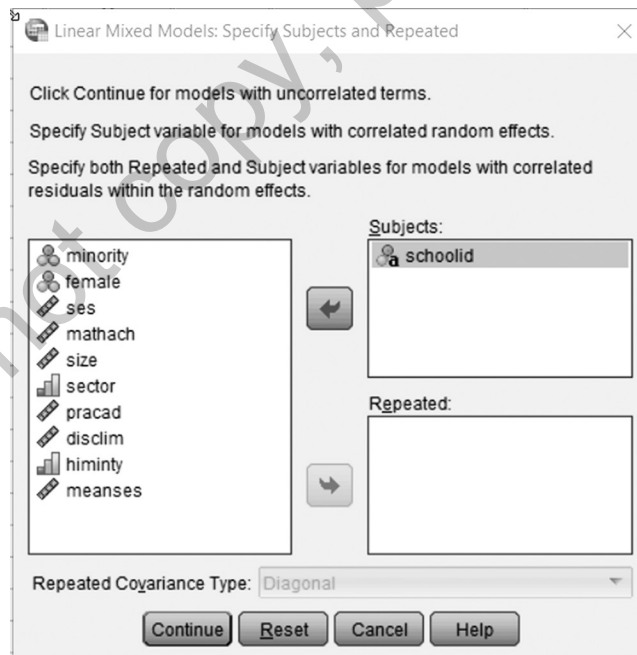 Linear Mixed Models: Specify Subjects and Repeated
Click Continue for models with uncorrelated terms.
Specify Subject variable for models with correlated random effects.
Specify both Repeated and Subject variables for models with correlated
residuals within the random effects.
minority
female
ses
mathach
size
sector
pracad
disclim
himinty
meanses
Subjects:
a schoolid
Repeated:
Repeated Covariance Type: Diagonal
Continue Reset Cancel Help
not copy, p